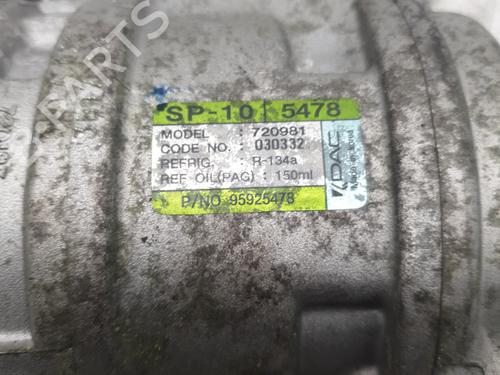 SP-10 5478
MODEL : 720981
CODE NO. : 030332
REFRIG. : R-134a
REF OIL(PAG) : 150ml
P/NO 95925478
DAC